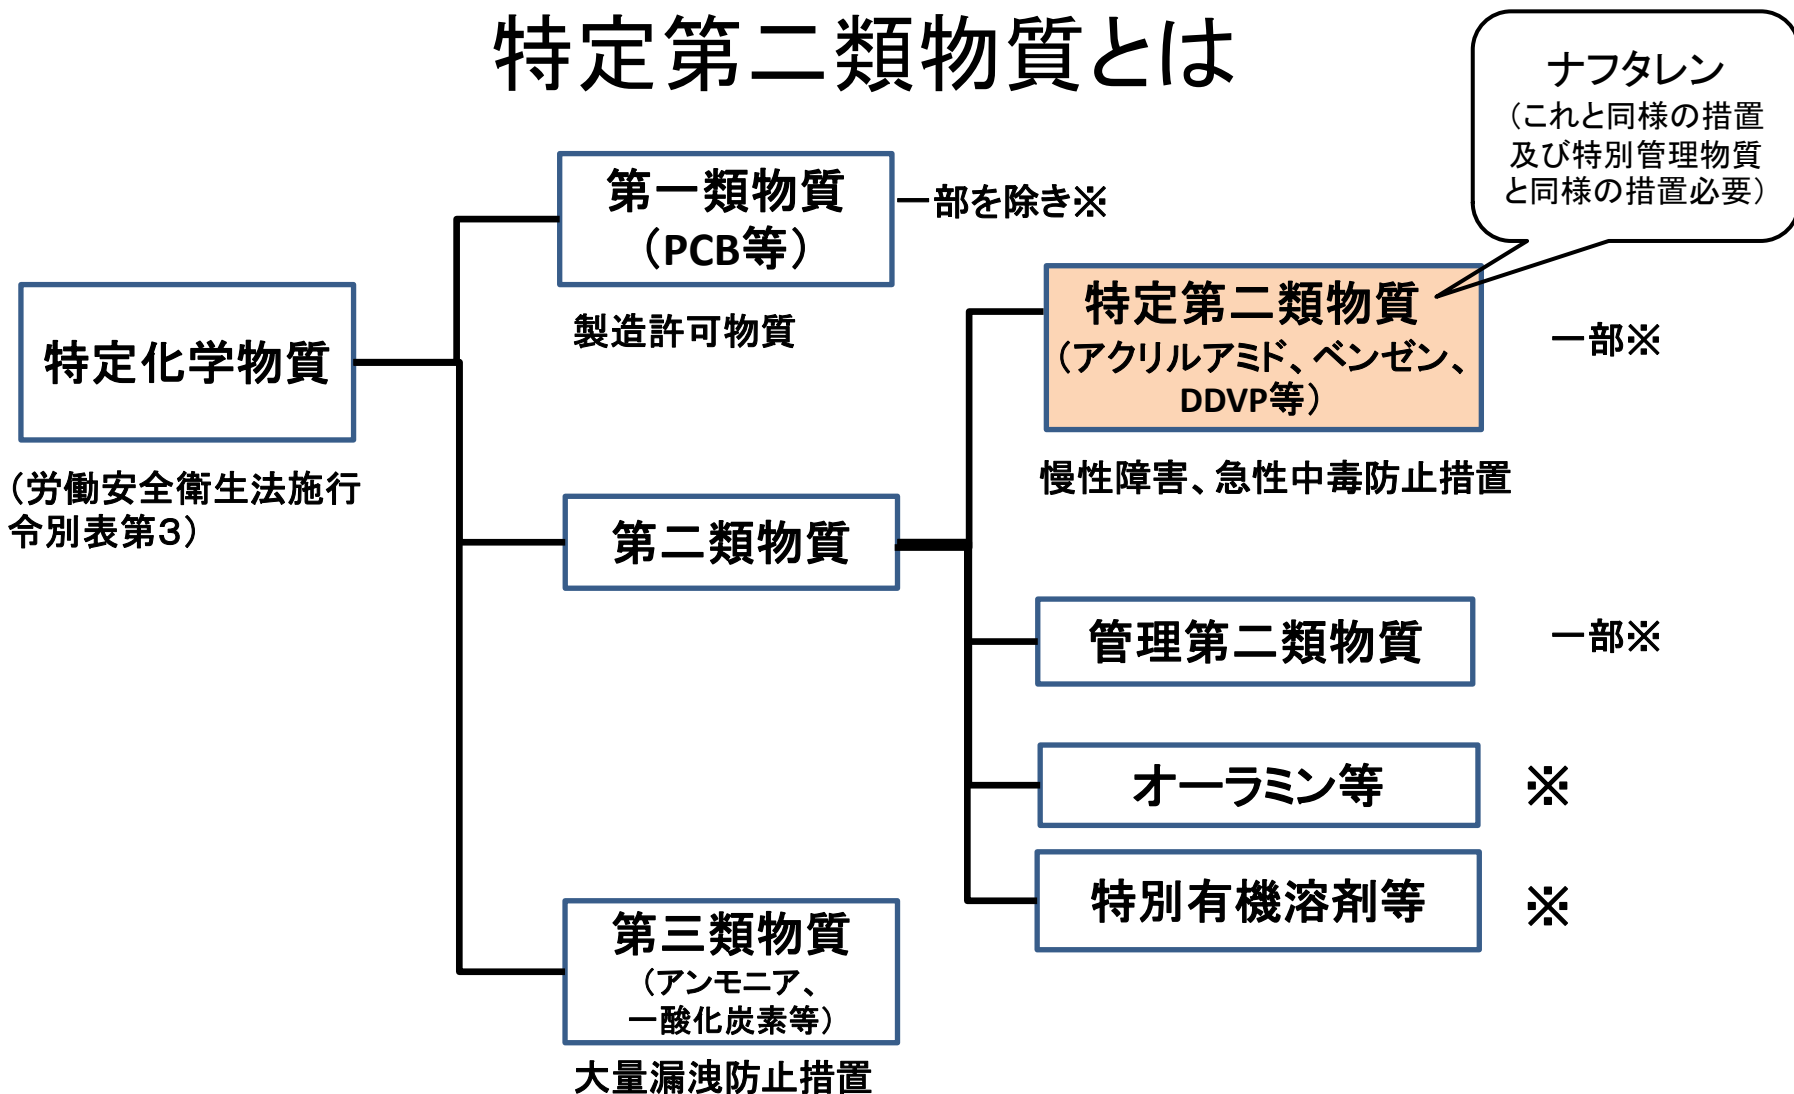 特定第二類物質とは
ナフタレン
（これと同様の措置
及び特別管理物質
と同様の措置必要）
第一類物質
（PCB等）
一部を除き※
製造許可物質
特定化学物質
（労働安全衛生法施行
令別表第３）
特定第二類物質
（アクリルアミド、ベンゼン、
DDVP等）
一部※
慢性障害、急性中毒防止措置
第二類物質
管理第二類物質
一部※
オーラミン等
※
特別有機溶剤等
※
第三類物質
（アンモニア、
一酸化炭素等）
大量漏洩防止措置